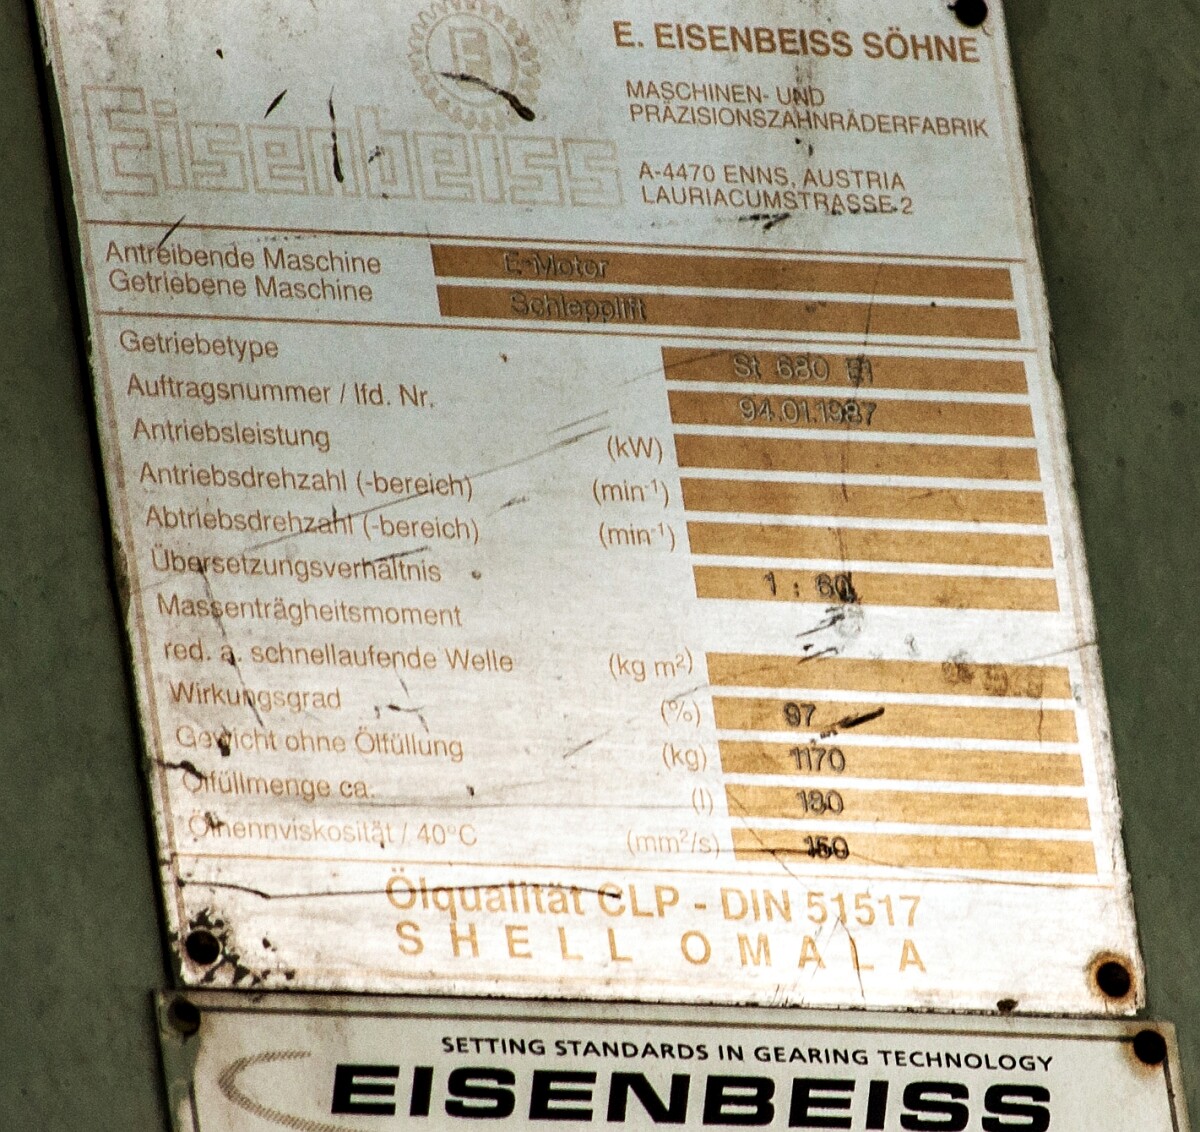 E. EISENBEISS SÖHNE
MASCHINEN- UND
PRÄZISIONSZAHNRÄDERFABRIK
Eisenbeiss
A-4470 ENNS, AUSTRIA
LAURIACUMSTRASSE 2
Antreibende Maschine E-Motor
Getriebene Maschine Schlepplift
Getriebetype St 680
Auftragsnummer / lfd. Nr. 94.01.1987
Antriebsleistung (kW)
Antriebsdrehzahl (-bereich) (min⁻¹)
Abtriebsdrehzahl (-bereich) (min⁻¹)
Übersetzungsverhältnis 1 : 60
Massenträgheitsmoment
red. a. schnellaufende Welle (kg m²)
Wirkungsgrad (%) 97
Gewicht ohne Ölfüllung (kg) 1170
Ölfüllmenge ca. (l)
Ölnennviskosität / 40°C (mm²/s)
Ölqualität CLP - DIN 51517
SHELL OMALA
SETTING STANDARDS IN GEARING TECHNOLOGY
EISENBEISS